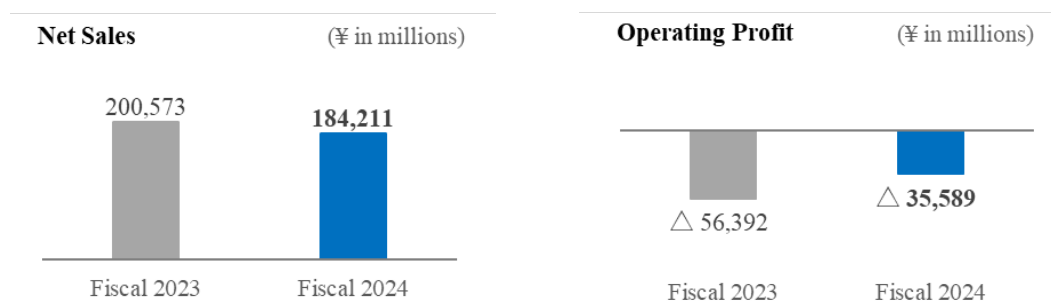 Net Sales (¥ in millions)
200,573
184,211
Fiscal 2023 Fiscal 2024
Operating Profit (¥ in millions)
△ 56,392
△ 35,589
Fiscal 2023 Fiscal 2024